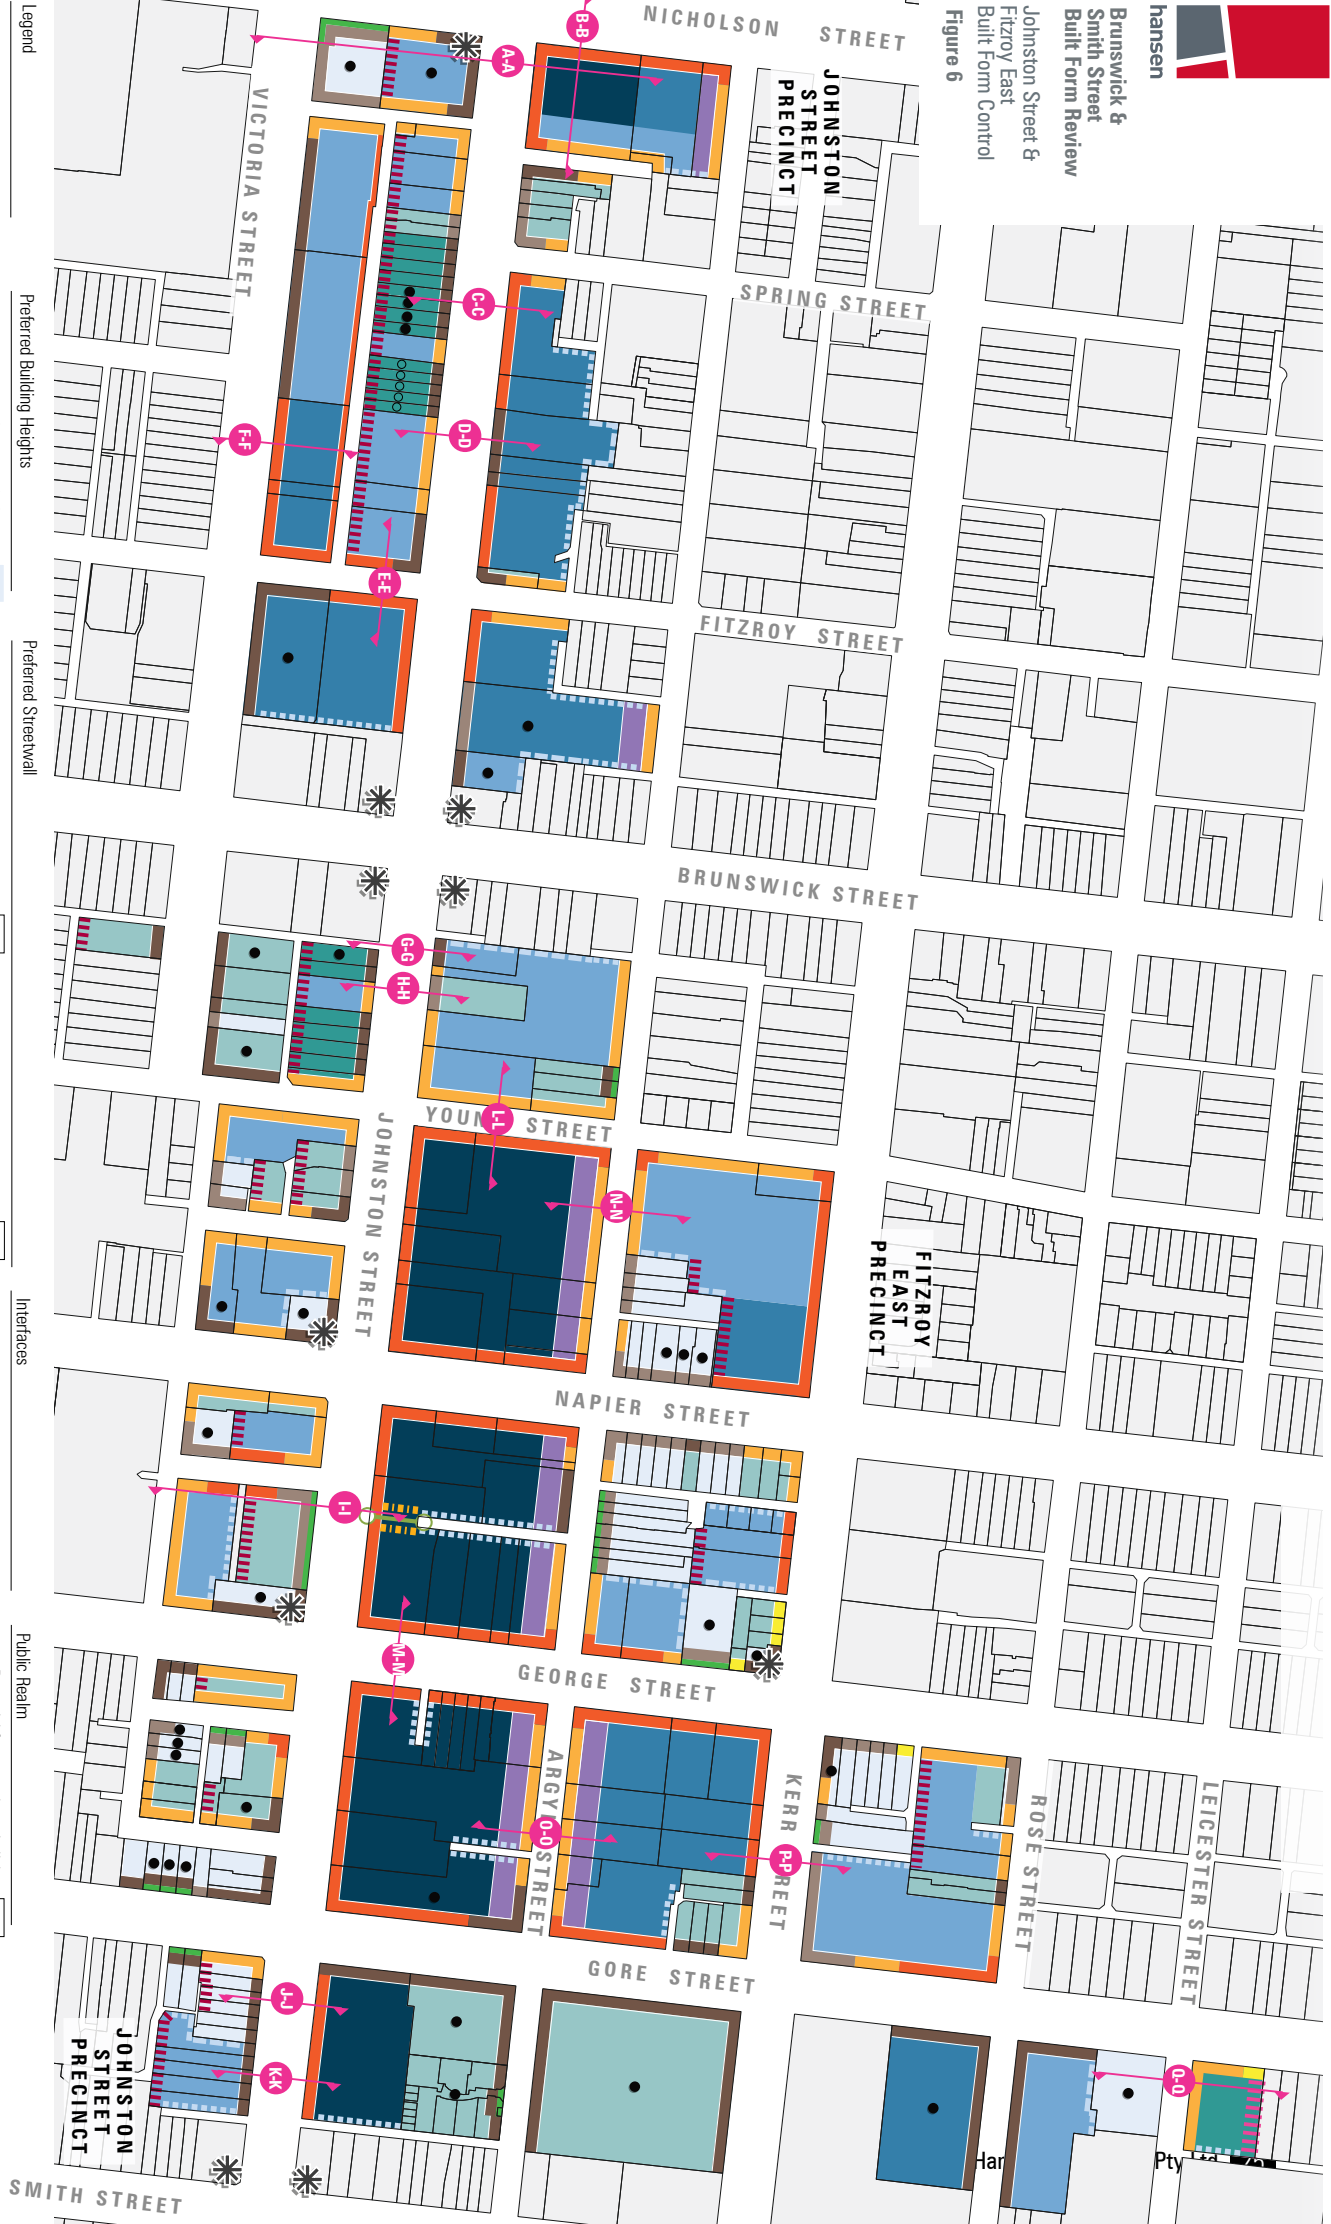 hansen
Brunswick &
Smith Street
Built Form Review
Johnston Street &
Fitzroy East
Built Form Control
Figure 6
NICHOLSON STREET
JOHNSTON
STREET
PRECINCT
VICTORIA STREET
SPRING STREET
FITZROY STREET
BRUNSWICK STREET
YOUNG STREET
JOHNSTON STREET
FITZROY
EAST
PRECINCT
NAPIER STREET
GEORGE STREET
ARGYLE STREET
KERR STREET
ROSE STREET
LEICESTER STREET
GORE STREET
JOHNSTON
STREET
PRECINCT
SMITH STREET
A-A
B-B
C-C
D-D
E-E
F-F
G-G
H-H
L-L
N-N
I-I
M-M
O-O
P-P
J-J
K-K
Q-Q
Legend
Preferred Building Heights
Preferred Streetwall
Interfaces
Public Realm